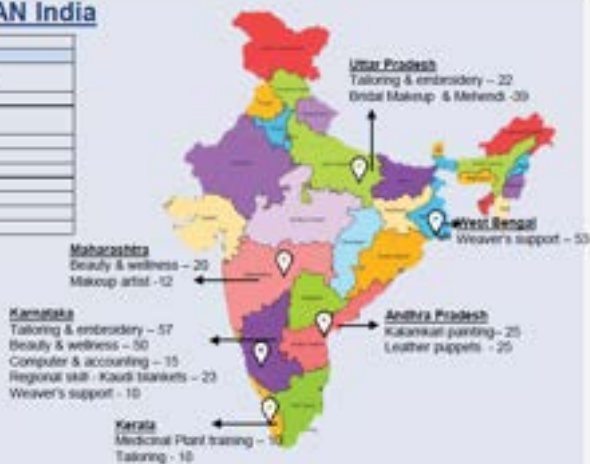 AN India
Uttar Pradesh
Tailoring & embroidery – 22
Bridal Makeup & Mehendi -39
West Bengal
Weaver's support – 53
Maharashtra
Beauty & wellness – 20
Makeup artist -12
Karnataka
Tailoring & embroidery – 57
Beauty & wellness – 50
Computer & accounting – 15
Regional skill - Kaudi blankets – 23
Weaver's support - 10
Andhra Pradesh
Kalamkari painting– 25
Leather puppets - 25
Kerala
Medicinal Plant training – 10
Tailoring - 10